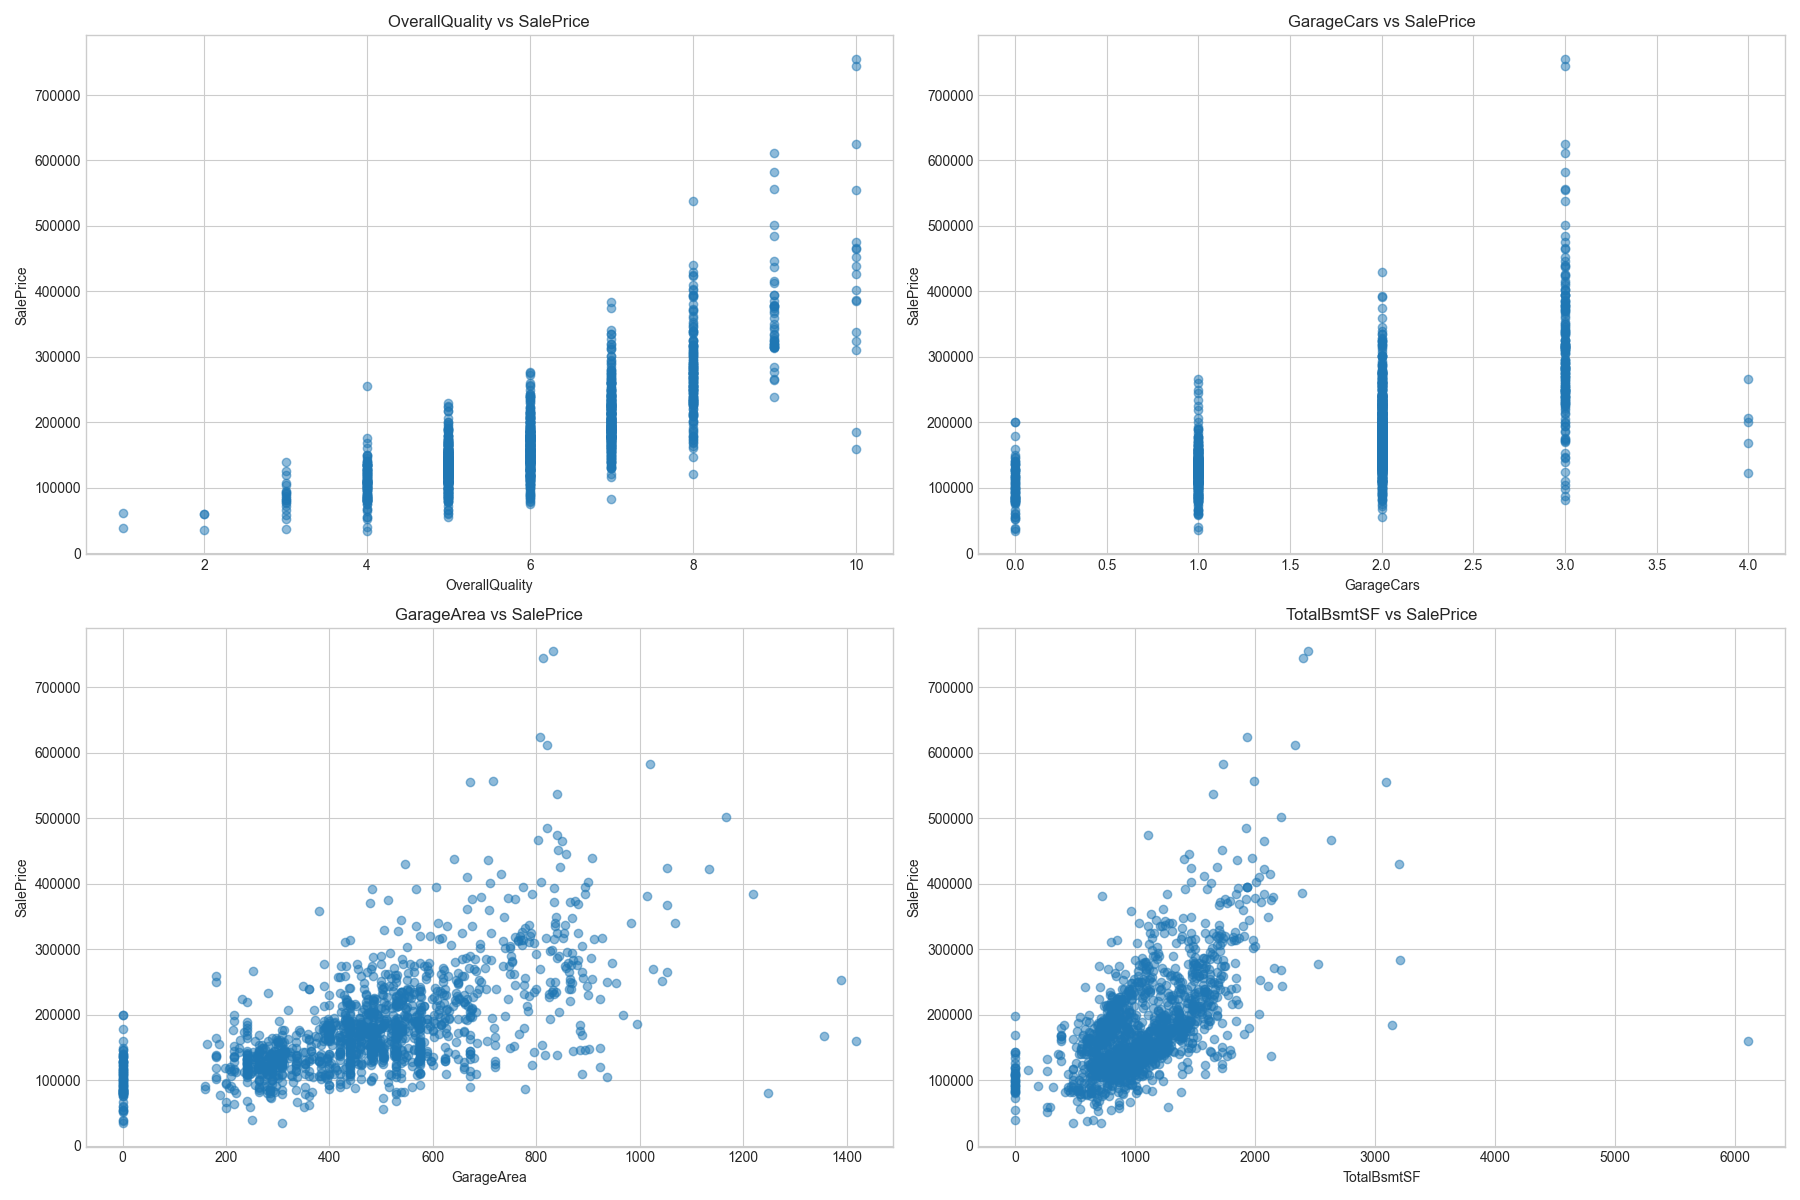 OverallQuality vs SalePrice
700000
600000
500000
400000
300000
200000
100000
0
SalePrice
2 4 6 8 10
OverallQuality
GarageCars vs SalePrice
700000
600000
500000
400000
300000
200000
100000
0
SalePrice
0.0 0.5 1.0 1.5 2.0 2.5 3.0 3.5 4.0
GarageCars
GarageArea vs SalePrice
700000
600000
500000
400000
300000
200000
100000
0
SalePrice
0 200 400 600 800 1000 1200 1400
GarageArea
TotalBsmtSF vs SalePrice
700000
600000
500000
400000
300000
200000
100000
0
SalePrice
0 1000 2000 3000 4000 5000 6000
TotalBsmtSF